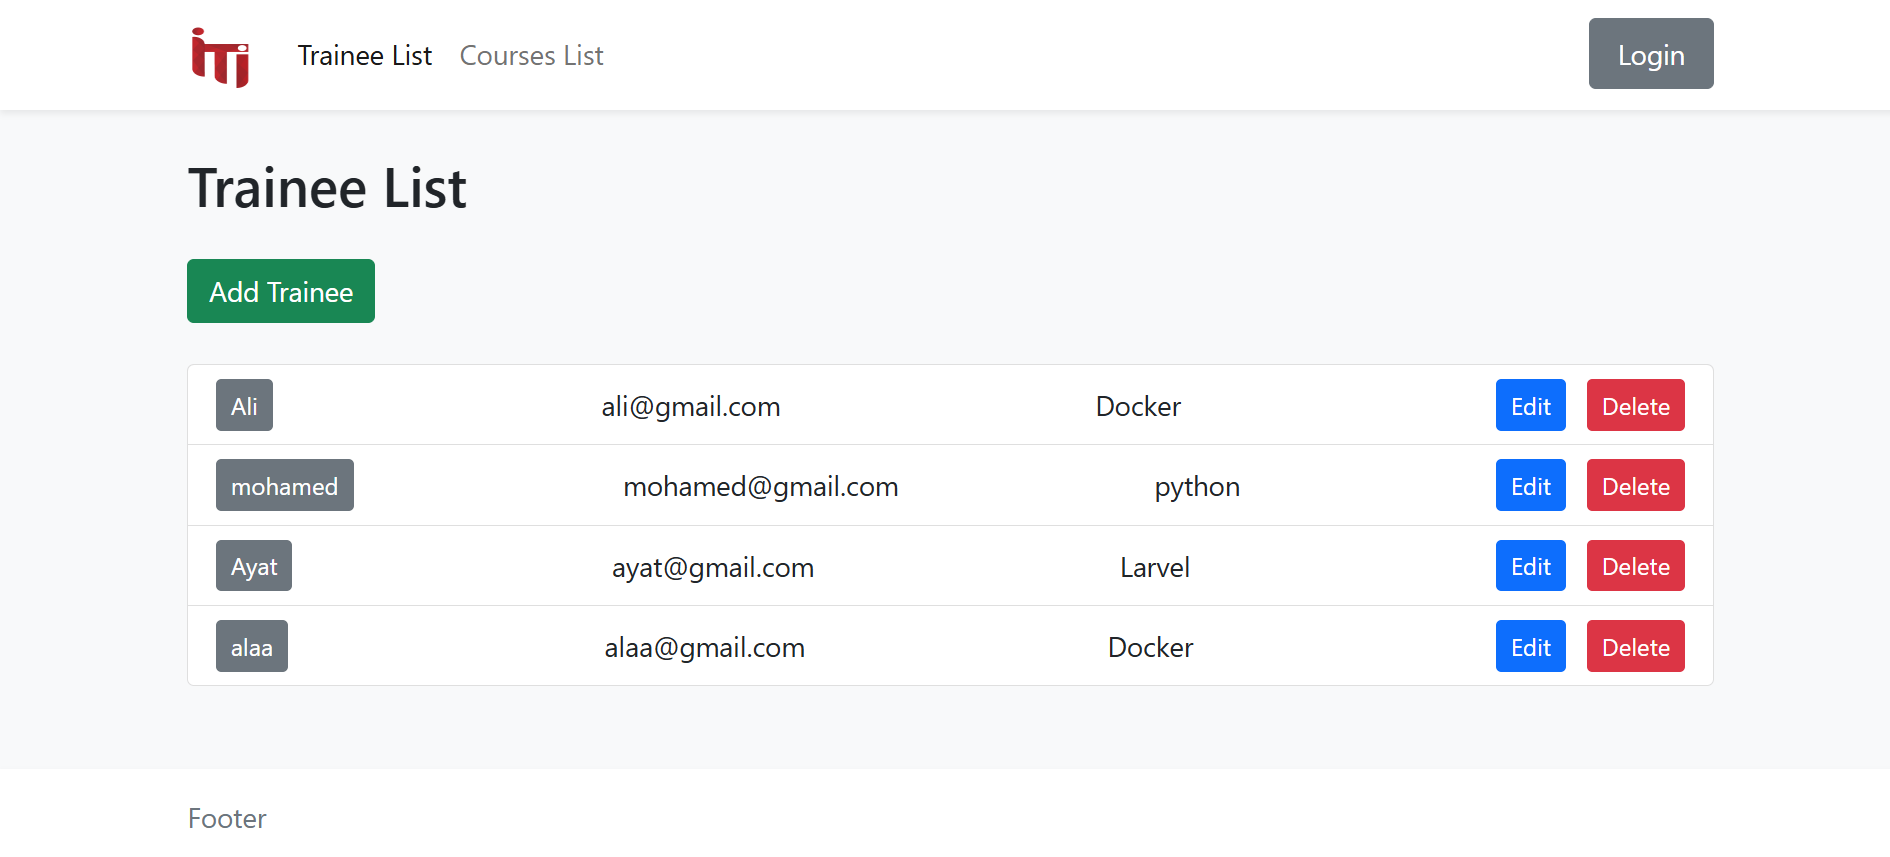 iTi Trainee List Courses List Login
Trainee List
Add Trainee
Ali ali@gmail.com Docker Edit Delete
mohamed mohamed@gmail.com python Edit Delete
Ayat ayat@gmail.com Larvel Edit Delete
alaa alaa@gmail.com Docker Edit Delete
Footer